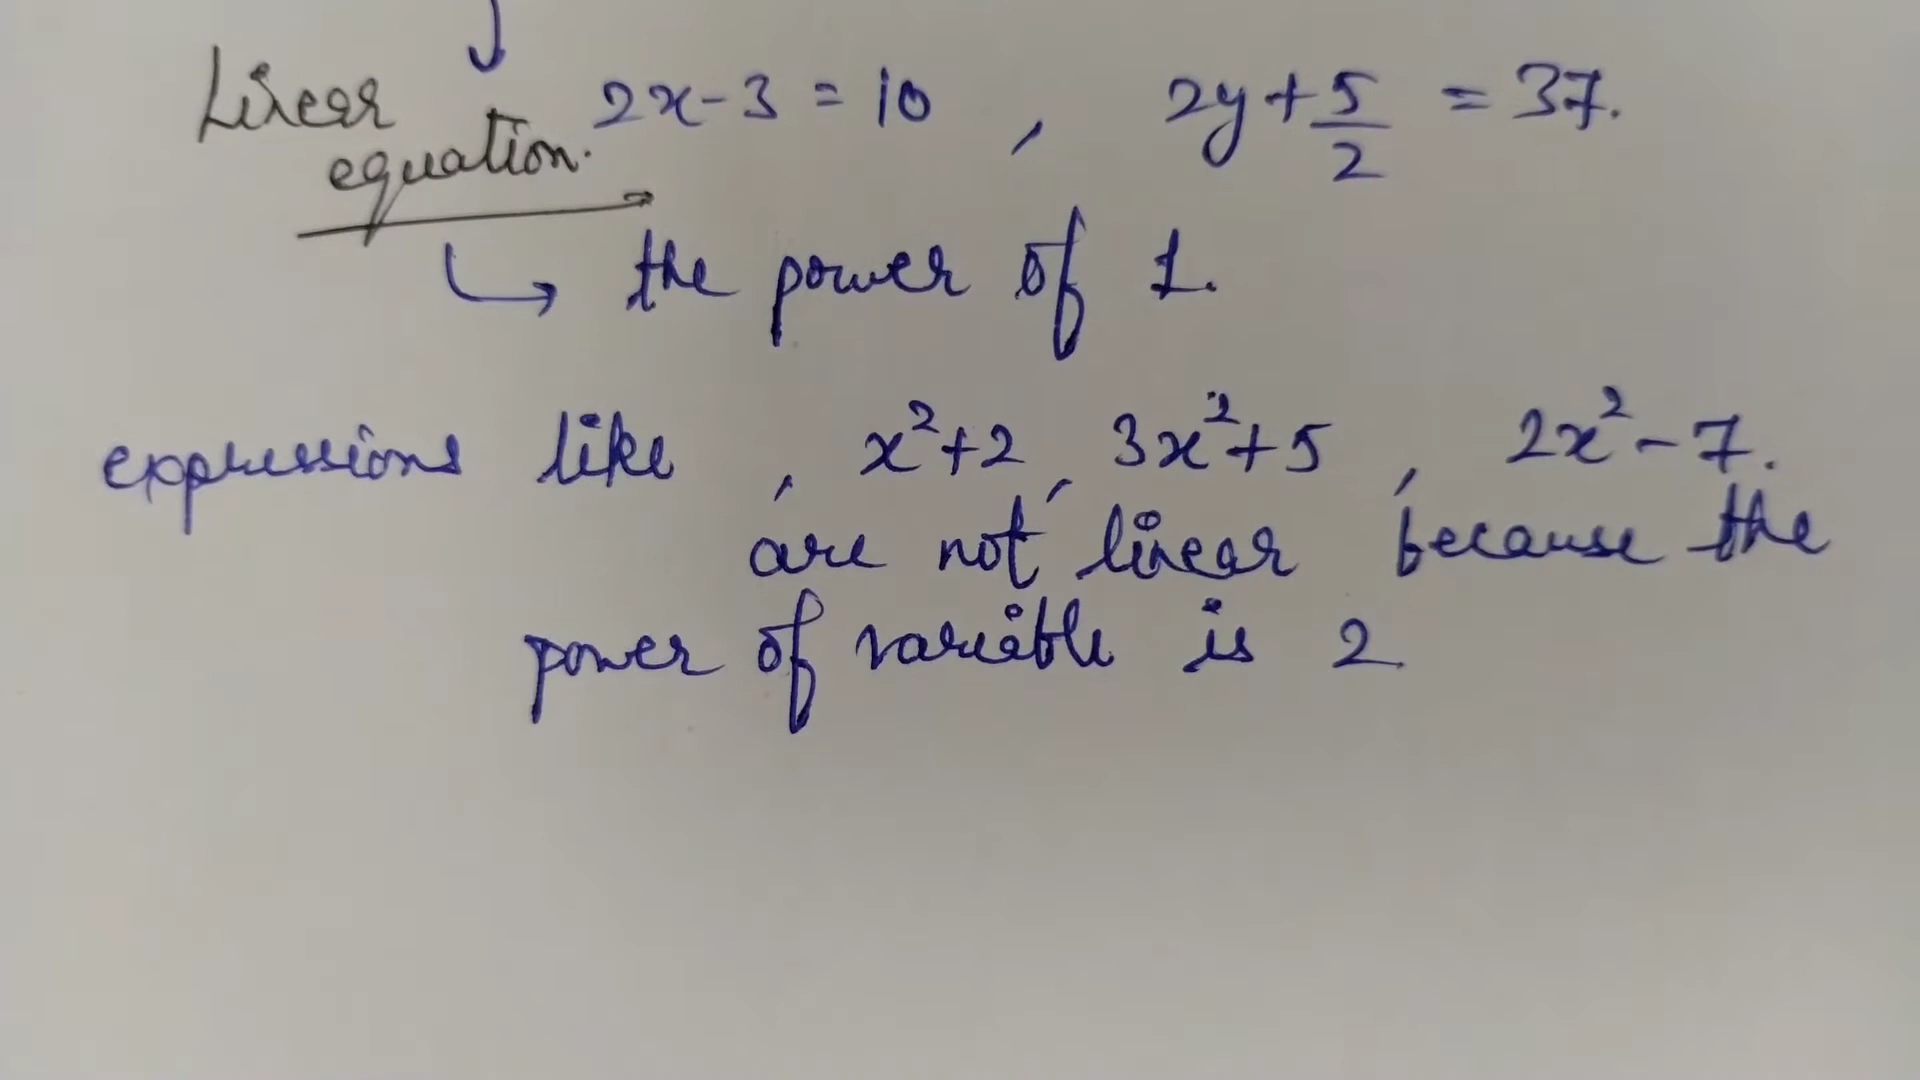 Linear equation. 2x - 3 = 10 , 2y + 5/2 = 37.
↳ the power of 1.
expressions like , x²+2, 3x²+5 , 2x²-7.
are not linear because the
power of variable is 2